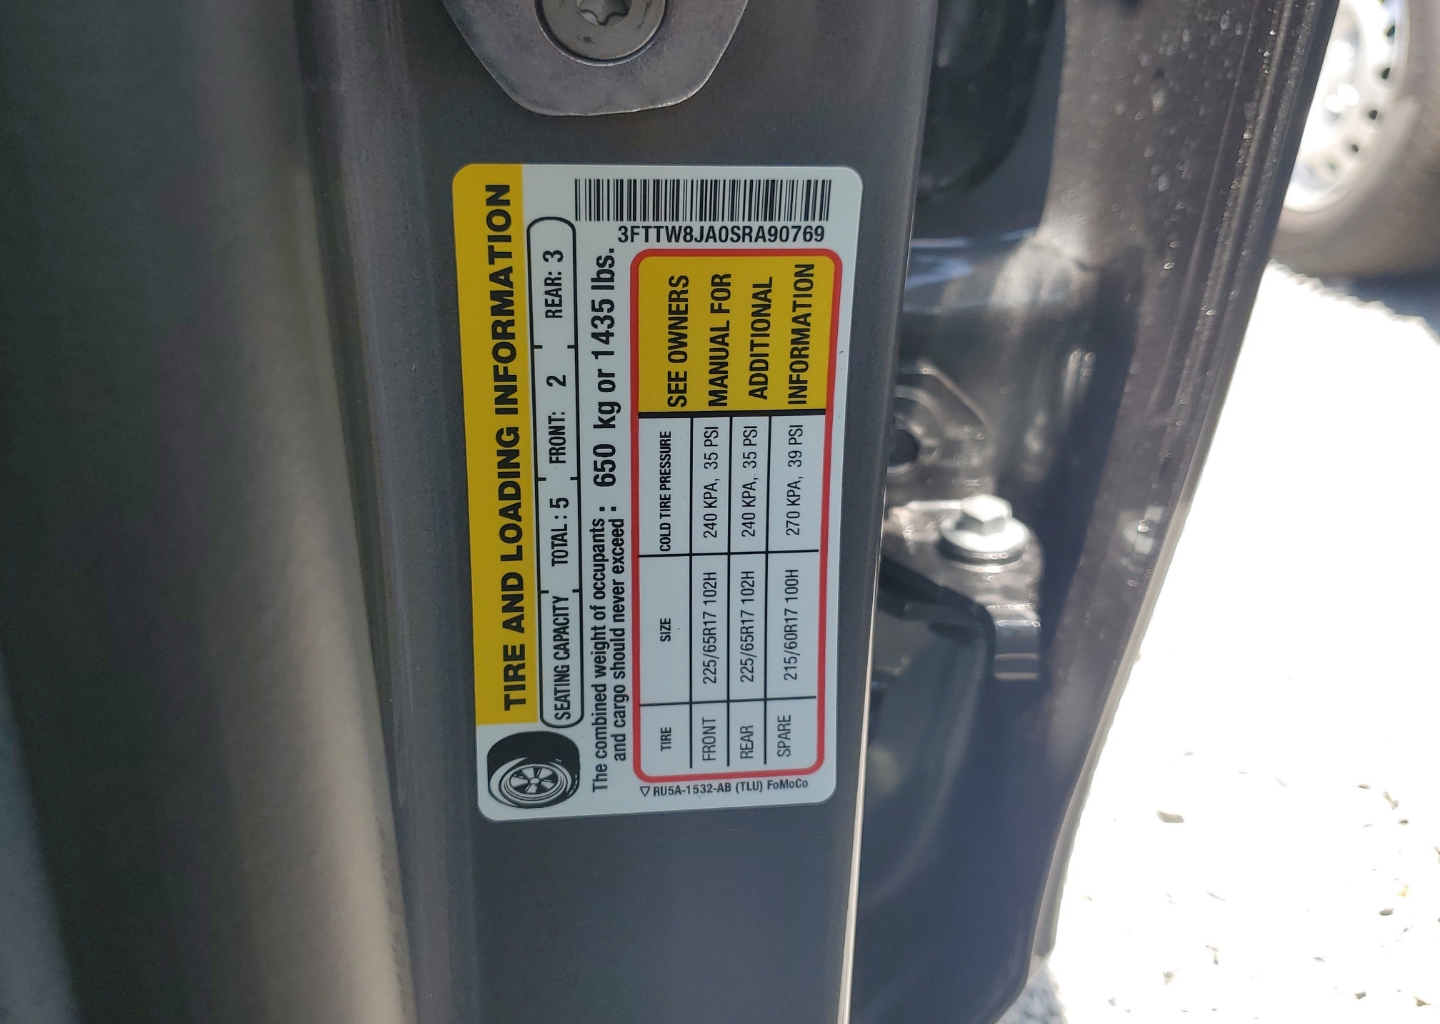 3FTTW8JA0SRA90769
TIRE AND LOADING INFORMATION
SEATING CAPACITY TOTAL : 5 FRONT: 2 REAR: 3
The combined weight of occupants : 650 kg or 1435 lbs.
and cargo should never exceed :
TIRE SIZE COLD TIRE PRESSURE
FRONT 225/65R17 102H 240 KPA, 35 PSI
REAR 225/65R17 102H 240 KPA, 35 PSI
SPARE 215/60R17 100H 270 KPA, 39 PSI
SEE OWNERS
MANUAL FOR
ADDITIONAL
INFORMATION
RU5A-1532-AB (TLU) FoMoCo